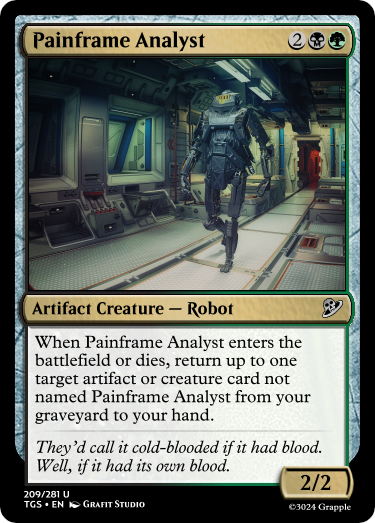 Painframe Analyst 2
Artifact Creature — Robot
When Painframe Analyst enters the
battlefield or dies, return up to one
target artifact or creature card not
named Painframe Analyst from your
graveyard to your hand.
They’d call it cold-blooded if it had blood.
Well, if it had its own blood.
2/2
209/281 U
TGS • EN Grafit Studio
©3024 Grapple